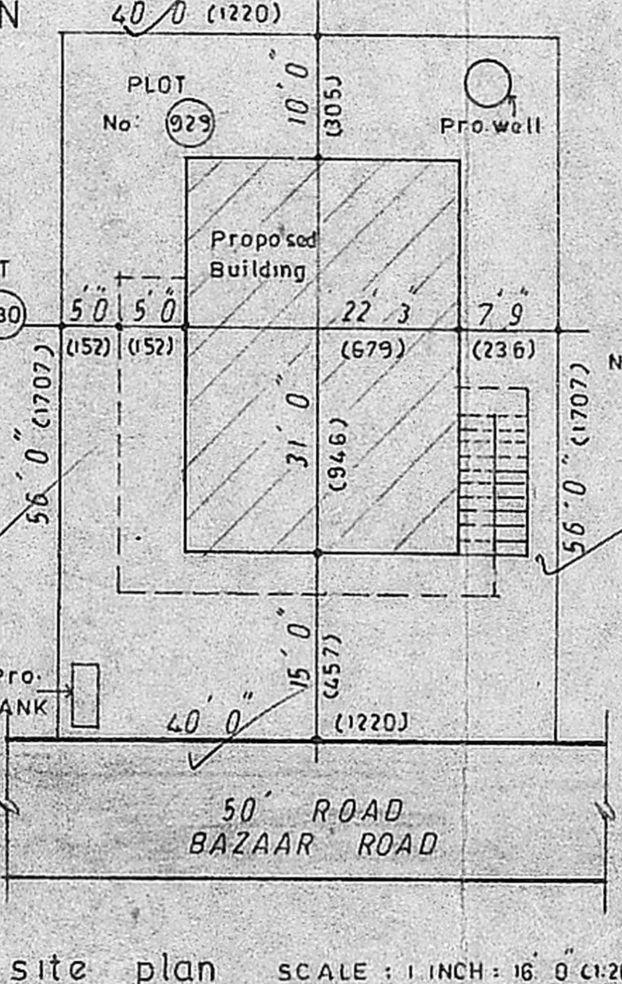 N
40' 0" (1220)
PLOT
No: 929
10' 0"
(305)
Pro.well
Proposed
Building
T
30
5'0 5'0 22' 3" 7' 9"
(152) (152) (679) (236)
N
56' 0" (1707)
31' 0"
(946)
56' 0" (1707)
15' 0"
(457)
Pro.
TANK
40' 0" (1220)
50' ROAD
BAZAAR ROAD
site plan SCALE : 1 INCH = 16' 0"